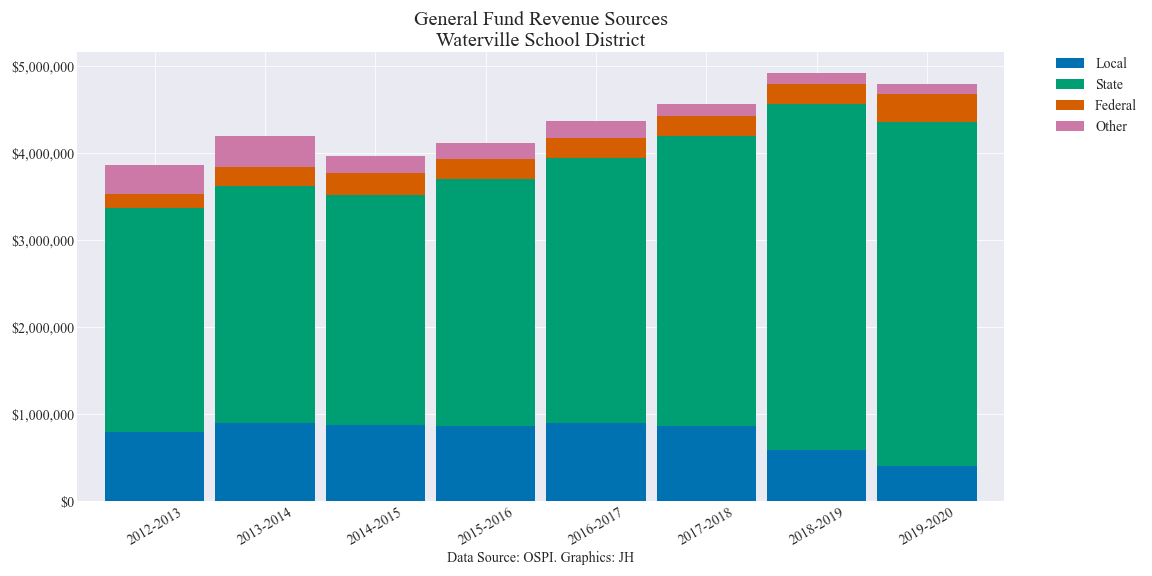 General Fund Revenue Sources
Waterville School District
$5,000,000
$4,000,000
$3,000,000
$2,000,000
$1,000,000
$0
Local
State
Federal
Other
2012-2013
2013-2014
2014-2015
2015-2016
2016-2017
2017-2018
2018-2019
2019-2020
Data Source: OSPI. Graphics: JH